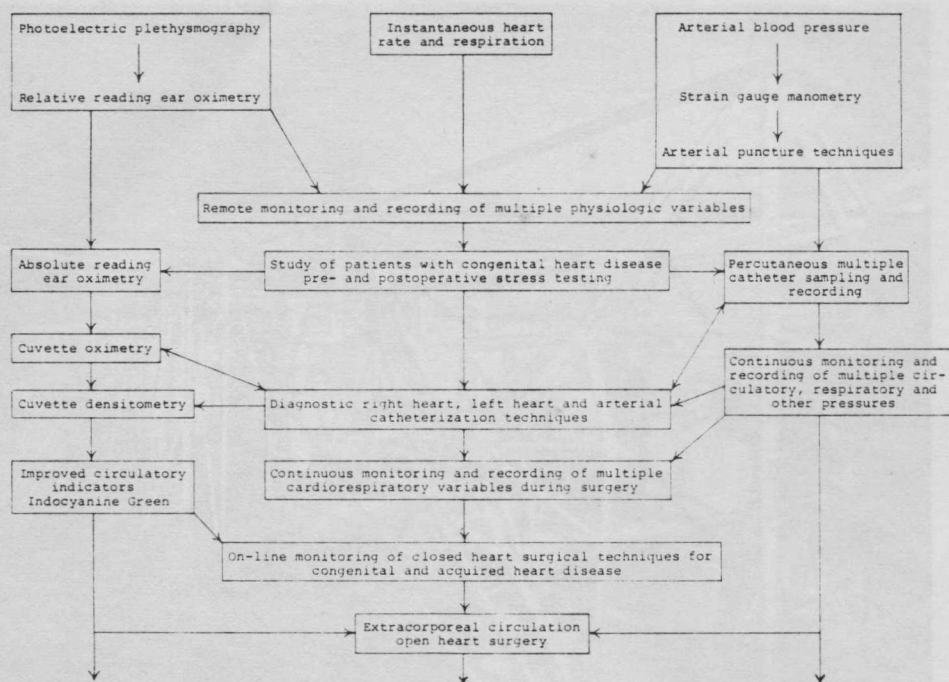 Photoelectric plethysmography
Relative reading ear oximetry
Instantaneous heart
rate and respiration
Arterial blood pressure
Strain gauge manometry
Arterial puncture techniques
Remote monitoring and recording of multiple physiologic variables
Absolute reading
ear oximetry
Study of patients with congenital heart disease
pre- and postoperative stress testing
Percutaneous multiple
catheter sampling and
recording
Cuvette oximetry
Continuous monitoring and
recording of multiple cir-
culatory, respiratory and
other pressures
Cuvette densitometry
Diagnostic right heart, left heart and arterial
catheterization techniques
Improved circulatory
indicators
Indocyanine Green
Continuous monitoring and recording of multiple
cardiorespiratory variables during surgery
On-line monitoring of closed heart surgical techniques for
congenital and acquired heart disease
Extracorporeal circulation
open heart surgery